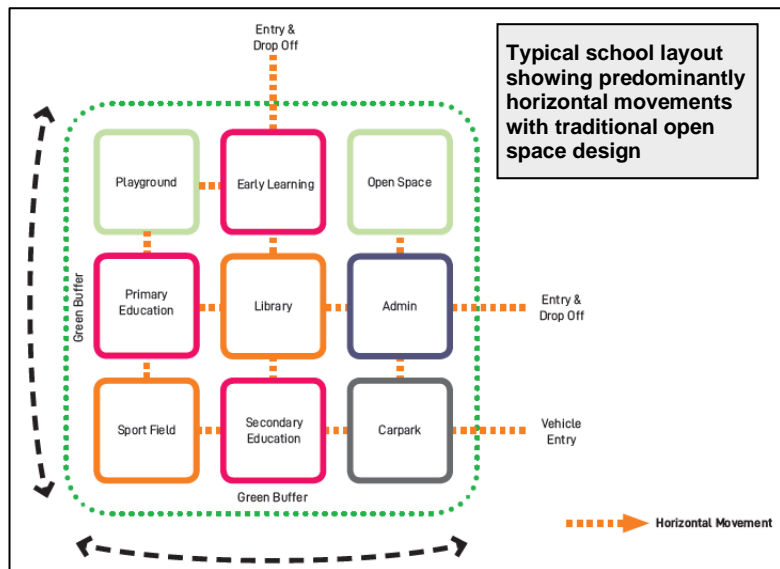 Entry &
Drop Off
Typical school layout
showing predominantly
horizontal movements
with traditional open
space design
Playground
Early Learning
Open Space
Green Buffer
Primary
Education
Library
Admin
Entry &
Drop Off
Sport Field
Secondary
Education
Carpark
Vehicle
Entry
Green Buffer
Horizontal Movement